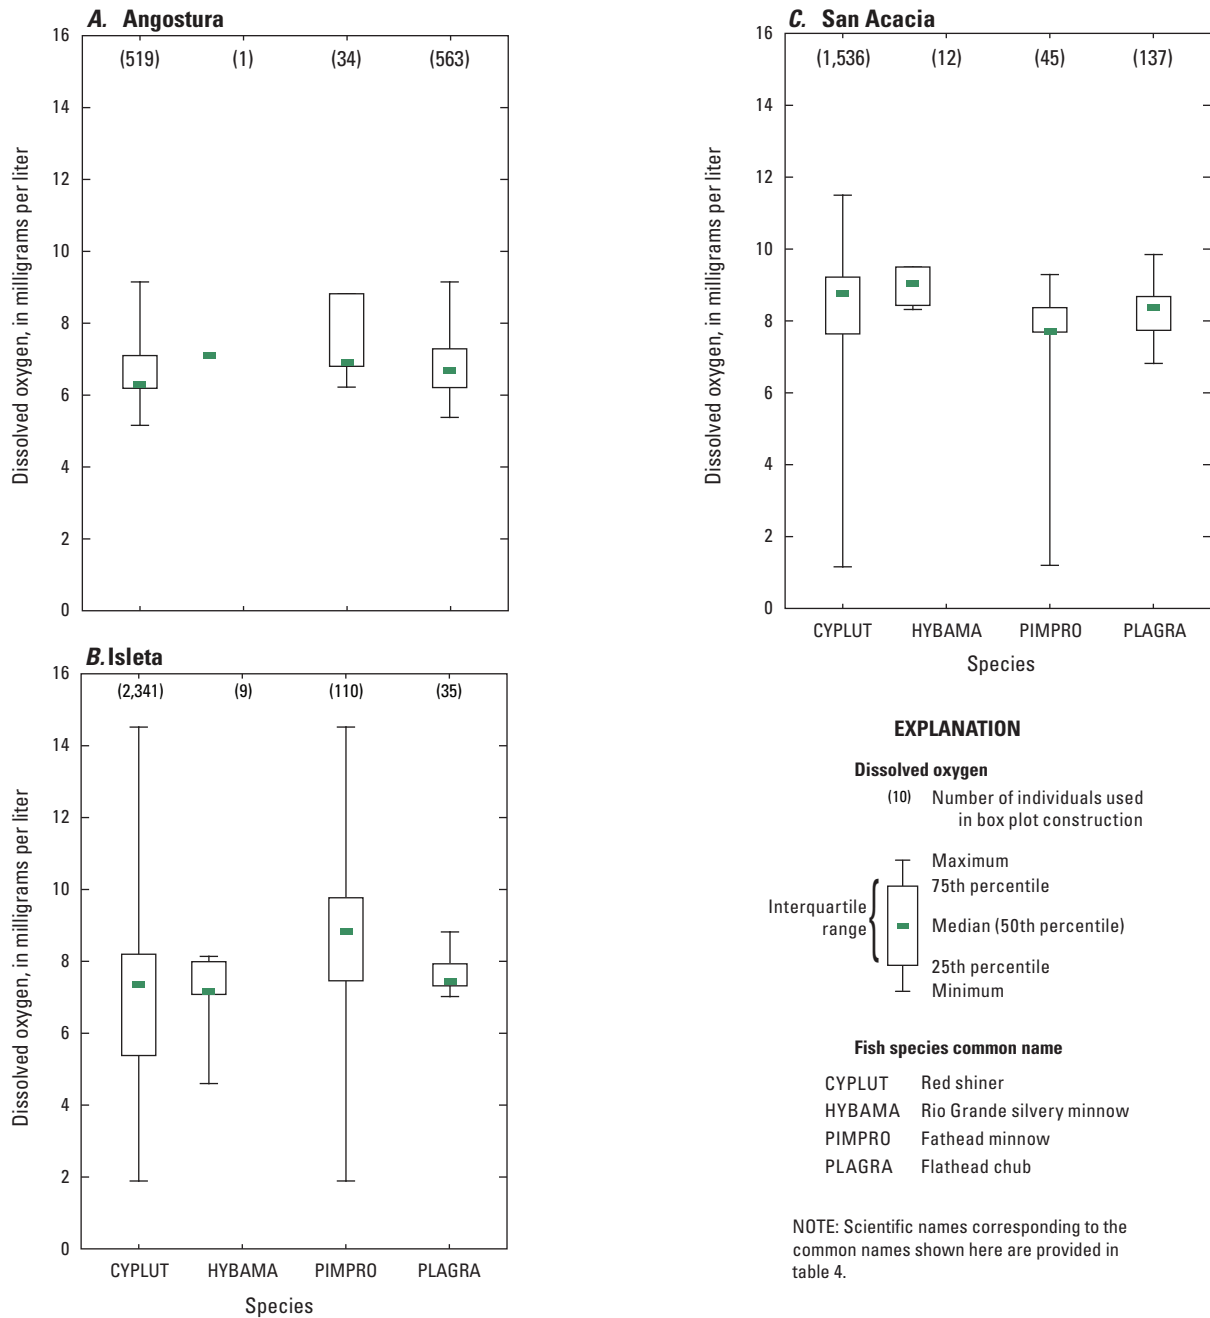 A. Angostura
(519) (1) (34) (563)
16
14
12
10
8
6
4
2
0
Dissolved oxygen, in milligrams per liter
B. Isleta
(2,341) (9) (110) (35)
16
14
12
10
8
6
4
2
0
Dissolved oxygen, in milligrams per liter
CYPLUT HYBAMA PIMPRO PLAGRA
Species
C. San Acacia
(1,536) (12) (45) (137)
16
14
12
10
8
6
4
2
0
Dissolved oxygen, in milligrams per liter
CYPLUT HYBAMA PIMPRO PLAGRA
Species
EXPLANATION
Dissolved oxygen
(10) Number of individuals used
in box plot construction
Maximum
75th percentile
Interquartile
range
Median (50th percentile)
25th percentile
Minimum
Fish species common name
CYPLUT Red shiner
HYBAMA Rio Grande silvery minnow
PIMPRO Fathead minnow
PLAGRA Flathead chub
NOTE: Scientific names corresponding to the
common names shown here are provided in
table 4.